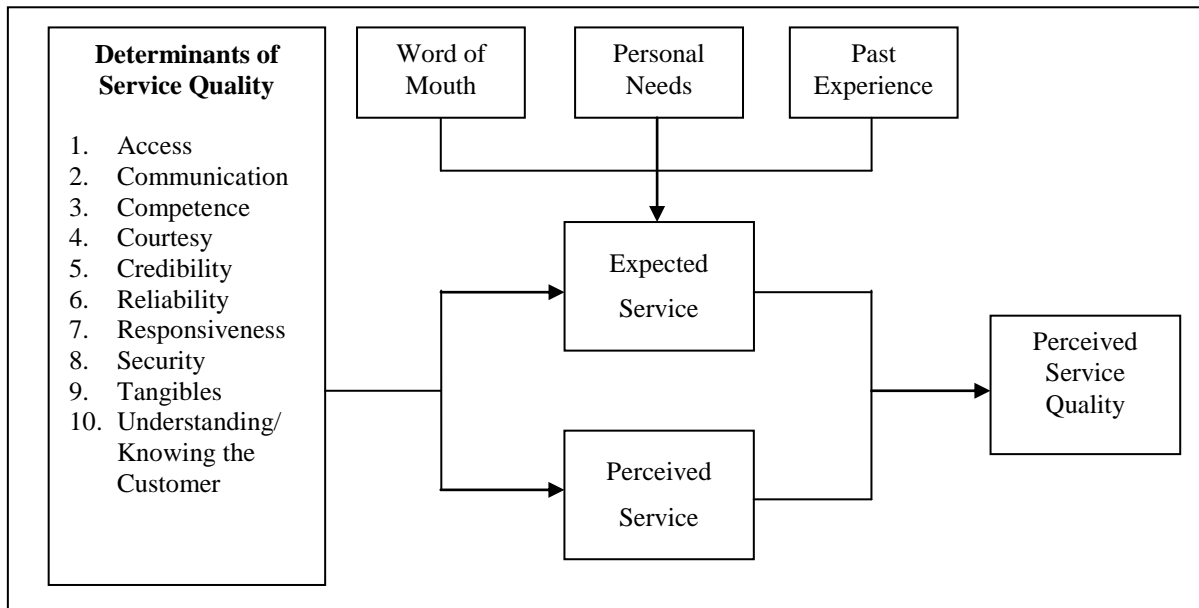 Determinants of
Service Quality
1. Access
2. Communication
3. Competence
4. Courtesy
5. Credibility
6. Reliability
7. Responsiveness
8. Security
9. Tangibles
10. Understanding/
Knowing the
Customer
Word of
Mouth
Personal
Needs
Past
Experience
Expected
Service
Perceived
Service
Perceived
Service
Quality